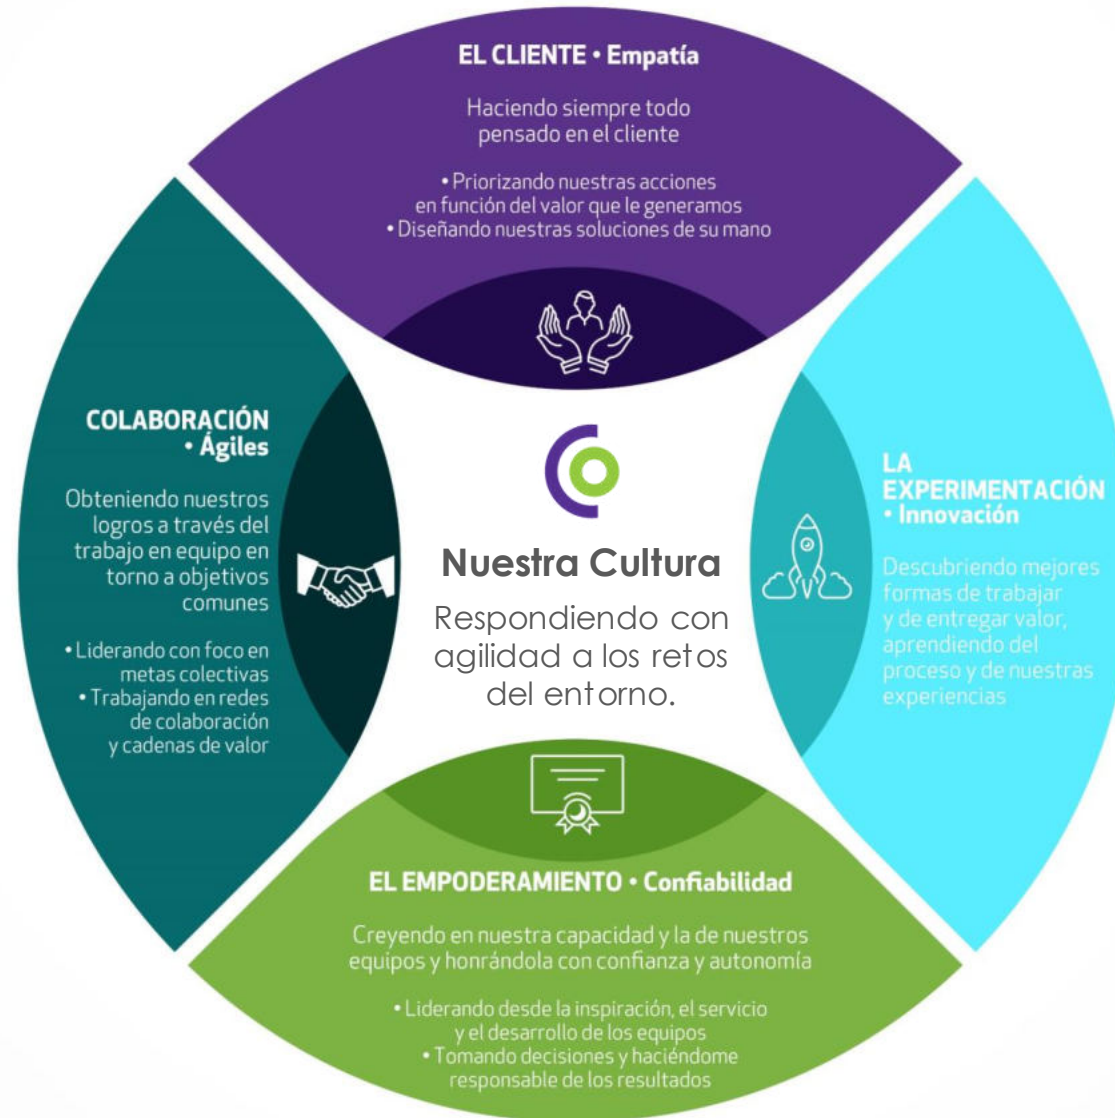 EL CLIENTE • Empatía
Haciendo siempre todo
pensado en el cliente
• Priorizando nuestras acciones
en función del valor que le generamos
• Diseñando nuestras soluciones de su mano
COLABORACIÓN
• Ágiles
Obteniendo nuestros
logros a través del
trabajo en equipo en
torno a objetivos
comunes
• Liderando con foco en
metas colectivas
• Trabajando en redes
de colaboración
y cadenas de valor
Nuestra Cultura
Respondiendo con
agilidad a los retos
del entorno.
LA
EXPERIMENTACIÓN
• Innovación
Descubriendo mejores
formas de trabajar
y de entregar valor,
aprendiendo del
proceso y de nuestras
experiencias
EL EMPODERAMIENTO • Confiabilidad
Creyendo en nuestra capacidad y la de nuestros
equipos y honrándola con confianza y autonomía
• Liderando desde la inspiración, el servicio
y el desarrollo de los equipos
• Tomando decisiones y haciéndome
responsable de los resultados